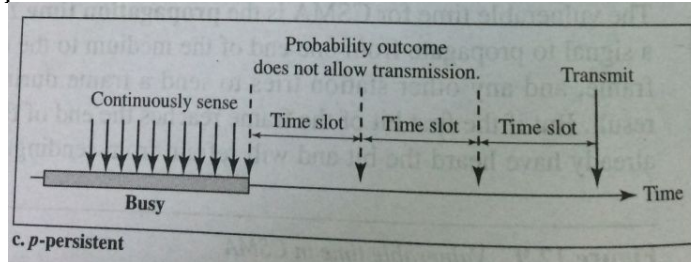 Probability outcome
does not allow transmission.
Transmit
Continuously sense
Time slot Time slot Time slot
Time
Busy
c. p-persistent